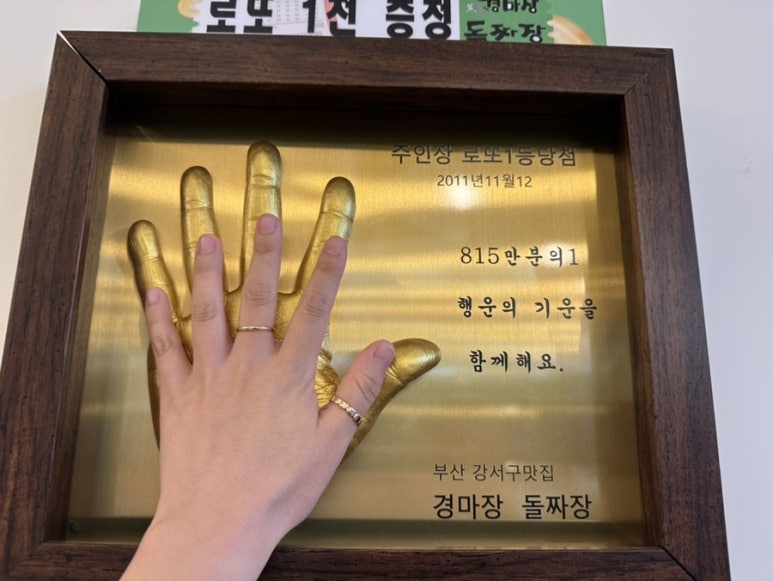 로또 1천 증정
경마장
돌짜장
주인장 로또1등당첨
2011년11월12
815만분의1
행운의 기운을
함께해요.
부산 강서구맛집
경마장 돌짜장